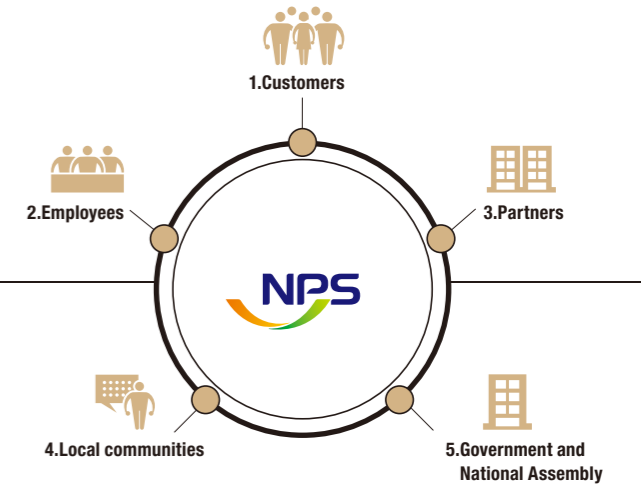 1.Customers
2.Employees
3.Partners
NPS
4.Local communities
5.Government and
National Assembly